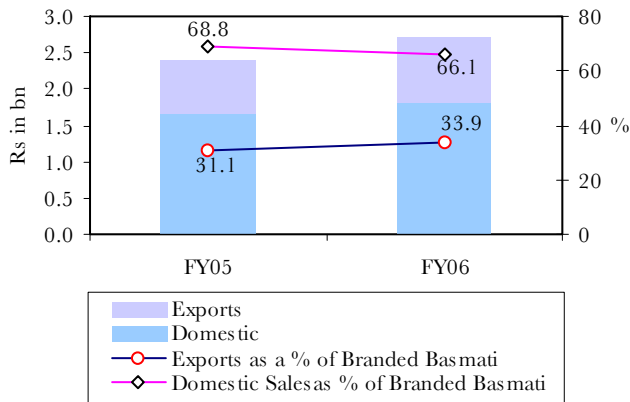 3.0
2.5
2.0
1.5
1.0
0.5
0.0
Rs in bn
80
60
40
20
0
%
68.8
66.1
33.9
31.1
FY05
FY06
Exports
Domestic
Exports as a % of Branded Basmati
Domestic Sales as % of Branded Basmati